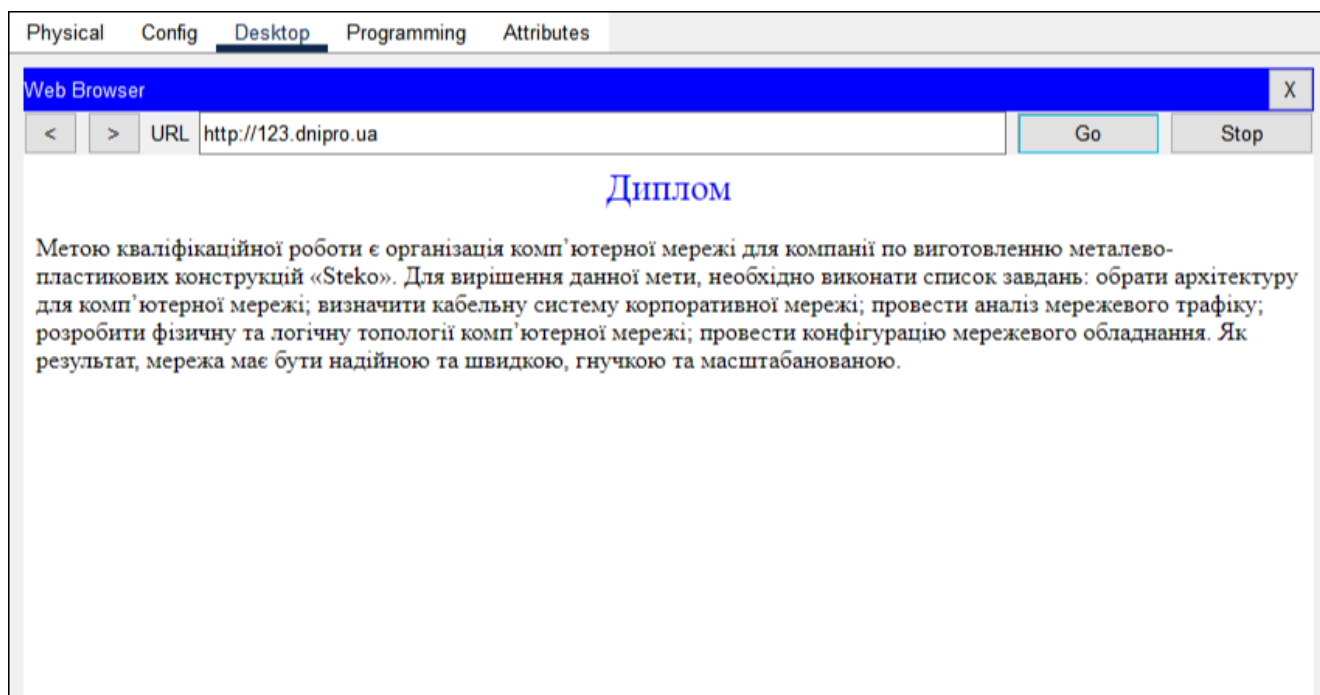 Physical Config Desktop Programming Attributes
Web Browser X
< > URL http://123.dnipro.ua Go Stop
Диплом
Метою кваліфікаційної роботи є організація комп’ютерної мережі для компанії по виготовленню металево-
пластикових конструкцій «Steko». Для вирішення данної мети, необхідно виконати список завдань: обрати архітектуру
для комп’ютерної мережі; визначити кабельну систему корпоративної мережі; провести аналіз мережевого трафіку;
розробити фізичну та логічну топології комп’ютерної мережі; провести конфігурацію мережевого обладнання. Як
результат, мережа має бути надійною та швидкою, гнучкою та масштабанованою.